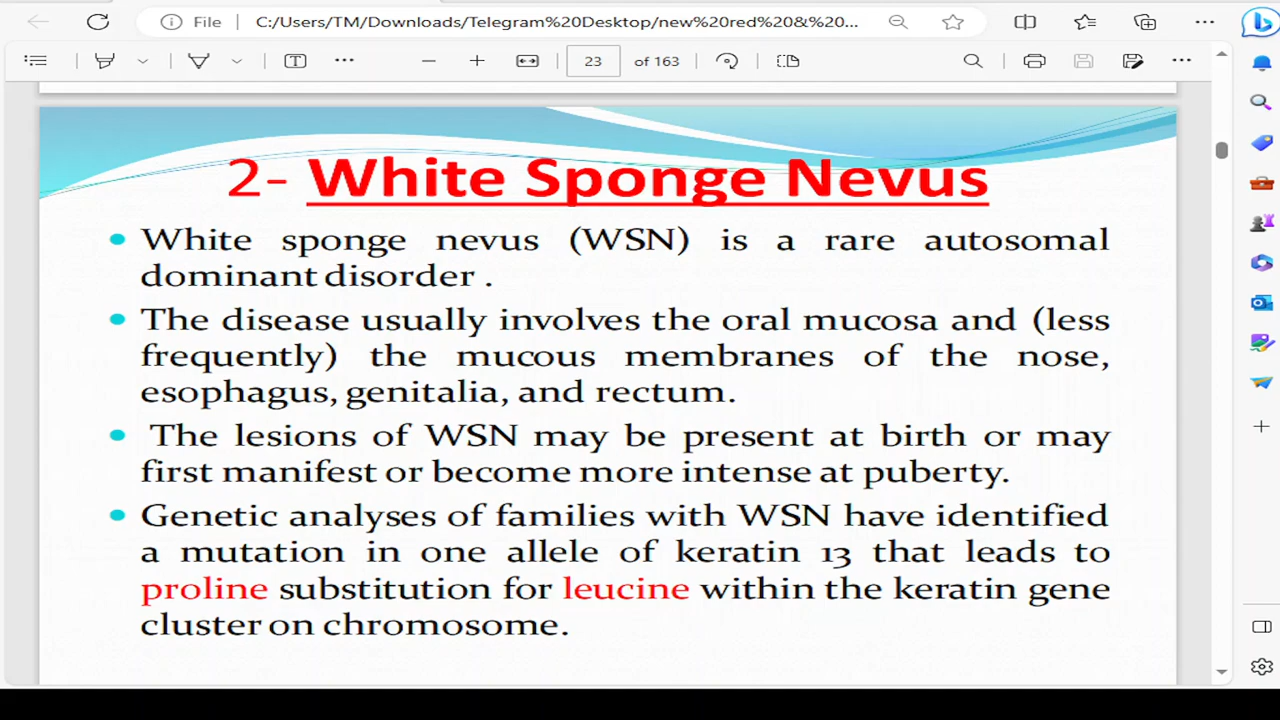 File
C:/Users/TM/Downloads/Telegram%20Desktop/new%20red%20&%20...
23 of 163
2- White Sponge Nevus
• White sponge nevus (WSN) is a rare autosomal
dominant disorder .
• The disease usually involves the oral mucosa and (less
frequently) the mucous membranes of the nose,
esophagus, genitalia, and rectum.
• The lesions of WSN may be present at birth or may
first manifest or become more intense at puberty.
• Genetic analyses of families with WSN have identified
a mutation in one allele of keratin 13 that leads to
proline substitution for leucine within the keratin gene
cluster on chromosome.